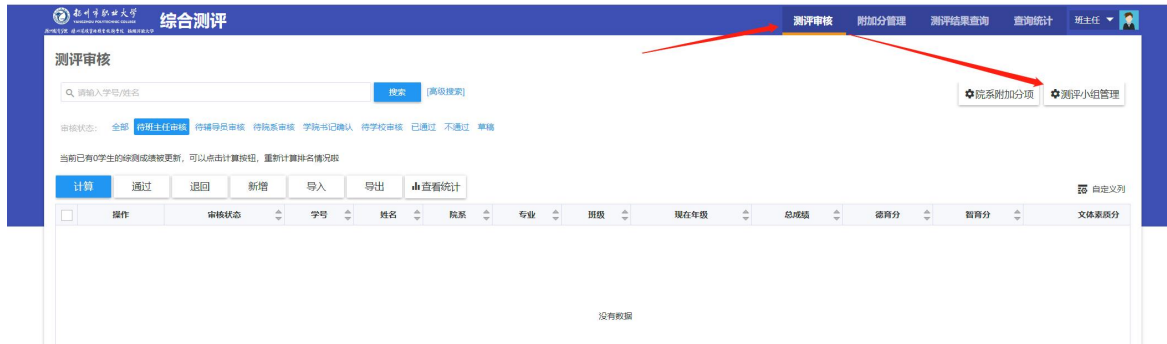 扬州市职业大学
YANGZHOU POLYTECHNIC COLLEGE
综合测评
测评审核 附加分管理 测评结果查询 查询统计 班主任
测评审核
请输入学号/姓名 搜索 [高级搜索]
院系附加分项 测评小组管理
审核状态: 全部 待班主任审核 待辅导员审核 待院系审核 学院书记确认 待学校审核 已通过 不通过 草稿
当前已有0学生的综测成绩被更新，可以点击计算按钮，重新计算排名情况啦
计算 通过 退回 新增 导入 导出 查看统计 自定义列
操作 审核状态 学号 姓名 院系 专业 班级 现在年级 总成绩 德育分 智育分 文体素质分
没有数据